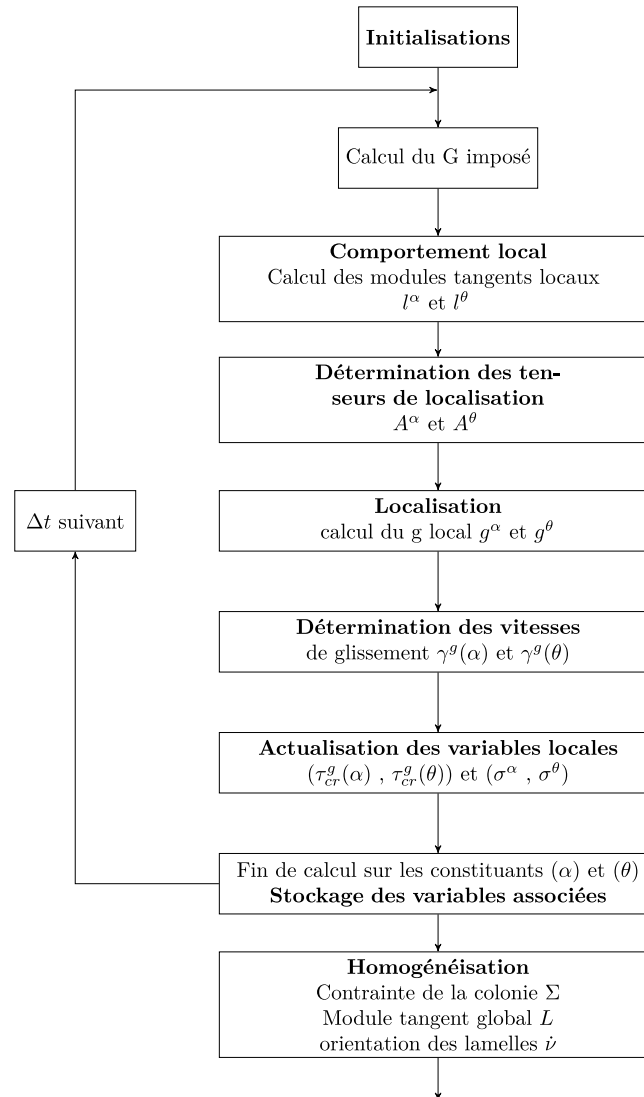 Initialisations
Calcul du G imposé
Comportement local
Calcul des modules tangents locaux
l^α et l^θ
Détermination des ten-
seurs de localisation
A^α et A^θ
Localisation
calcul du g local g^α et g^θ
Δt suivant
Détermination des vitesses
de glissement γ^g(α) et γ^g(θ)
Actualisation des variables locales
(τ_cr^g(α) , τ_cr^g(θ)) et (σ^α , σ^θ)
Fin de calcul sur les constituants (α) et (θ)
Stockage des variables associées
Homogénéisation
Contrainte de la colonie Σ
Module tangent global L
orientation des lamelles ν̇